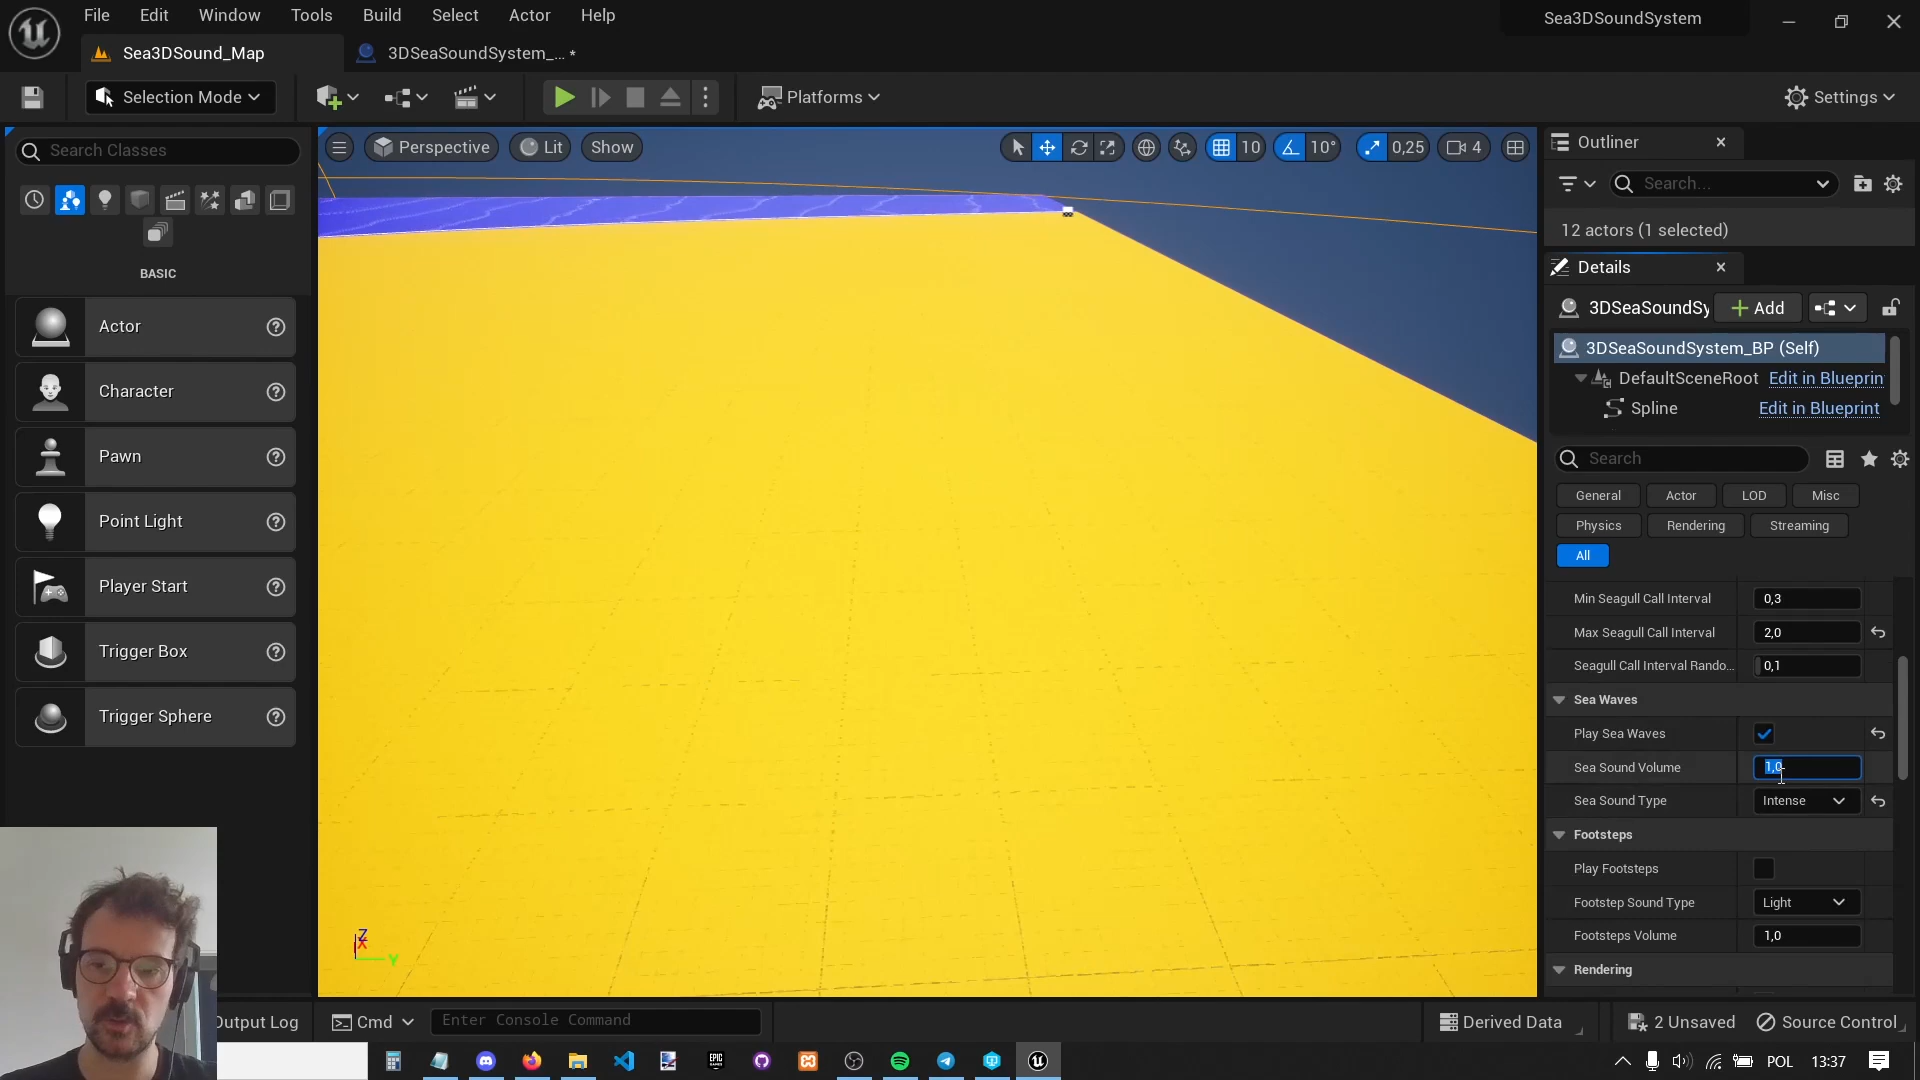 File Edit Window Tools Build Select Actor Help
Sea3DSoundSystem
Sea3DSound_Map
3DSeaSoundSystem_... *
Selection Mode
Platforms
Settings
Search Classes
Perspective
Lit
Show
10
10°
0,25
4
BASIC
Actor
Character
Pawn
Point Light
Player Start
Trigger Box
Trigger Sphere
Z
X
Y
Outliner
Search...
12 actors (1 selected)
Details
3DSeaSoundSy
Add
3DSeaSoundSystem_BP (Self)
DefaultSceneRoot Edit in Blueprin
Spline Edit in Blueprint
Search
General Actor LOD Misc
Physics Rendering Streaming
All
Min Seagull Call Interval 0,3
Max Seagull Call Interval 2,0
Seagull Call Interval Rando... 0,1
Sea Waves
Play Sea Waves
Sea Sound Volume 1,0
Sea Sound Type Intense
Footsteps
Play Footsteps
Footstep Sound Type Light
Footsteps Volume 1,0
Rendering
Output Log
Cmd
Enter Console Command
Derived Data
2 Unsaved
Source Control
EPIC GAMES
POL
13:37